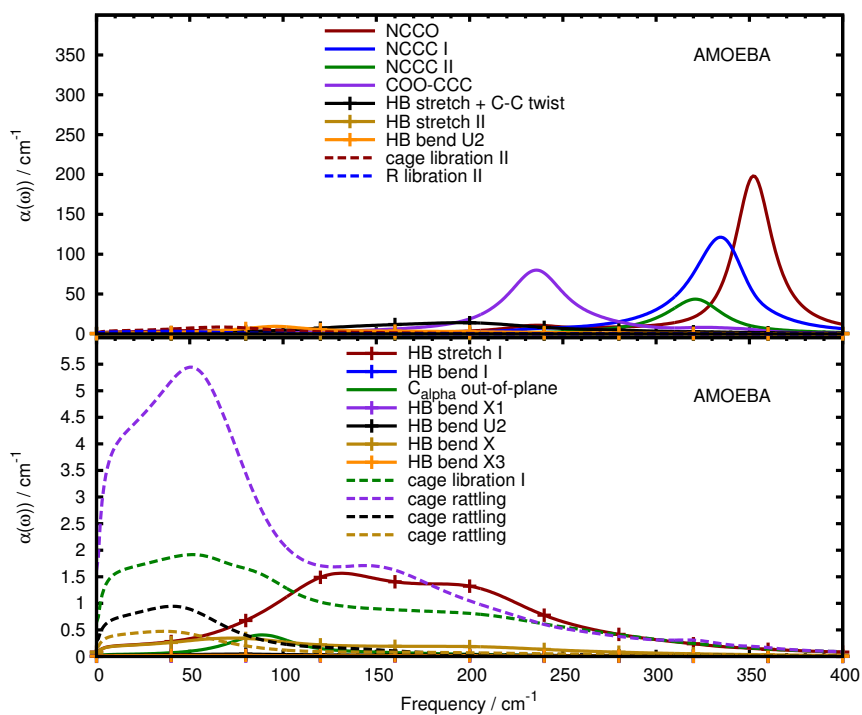 α(ω)) / cm-1
400
350
300
250
200
150
100
50
0
NCCO
NCCC I
NCCC II
COO-CCC
HB stretch + C-C twist
HB stretch II
HB bend U2
cage libration II
R libration II
AMOEBA
α(ω)) / cm-1
5.5
5
4.5
4
3.5
3
2.5
2
1.5
1
0.5
0
HB stretch I
HB bend I
Calpha out-of-plane
HB bend X1
HB bend U2
HB bend X
HB bend X3
cage libration I
cage rattling
cage rattling
cage rattling
AMOEBA
0 50 100 150 200 250 300 350 400
Frequency / cm-1